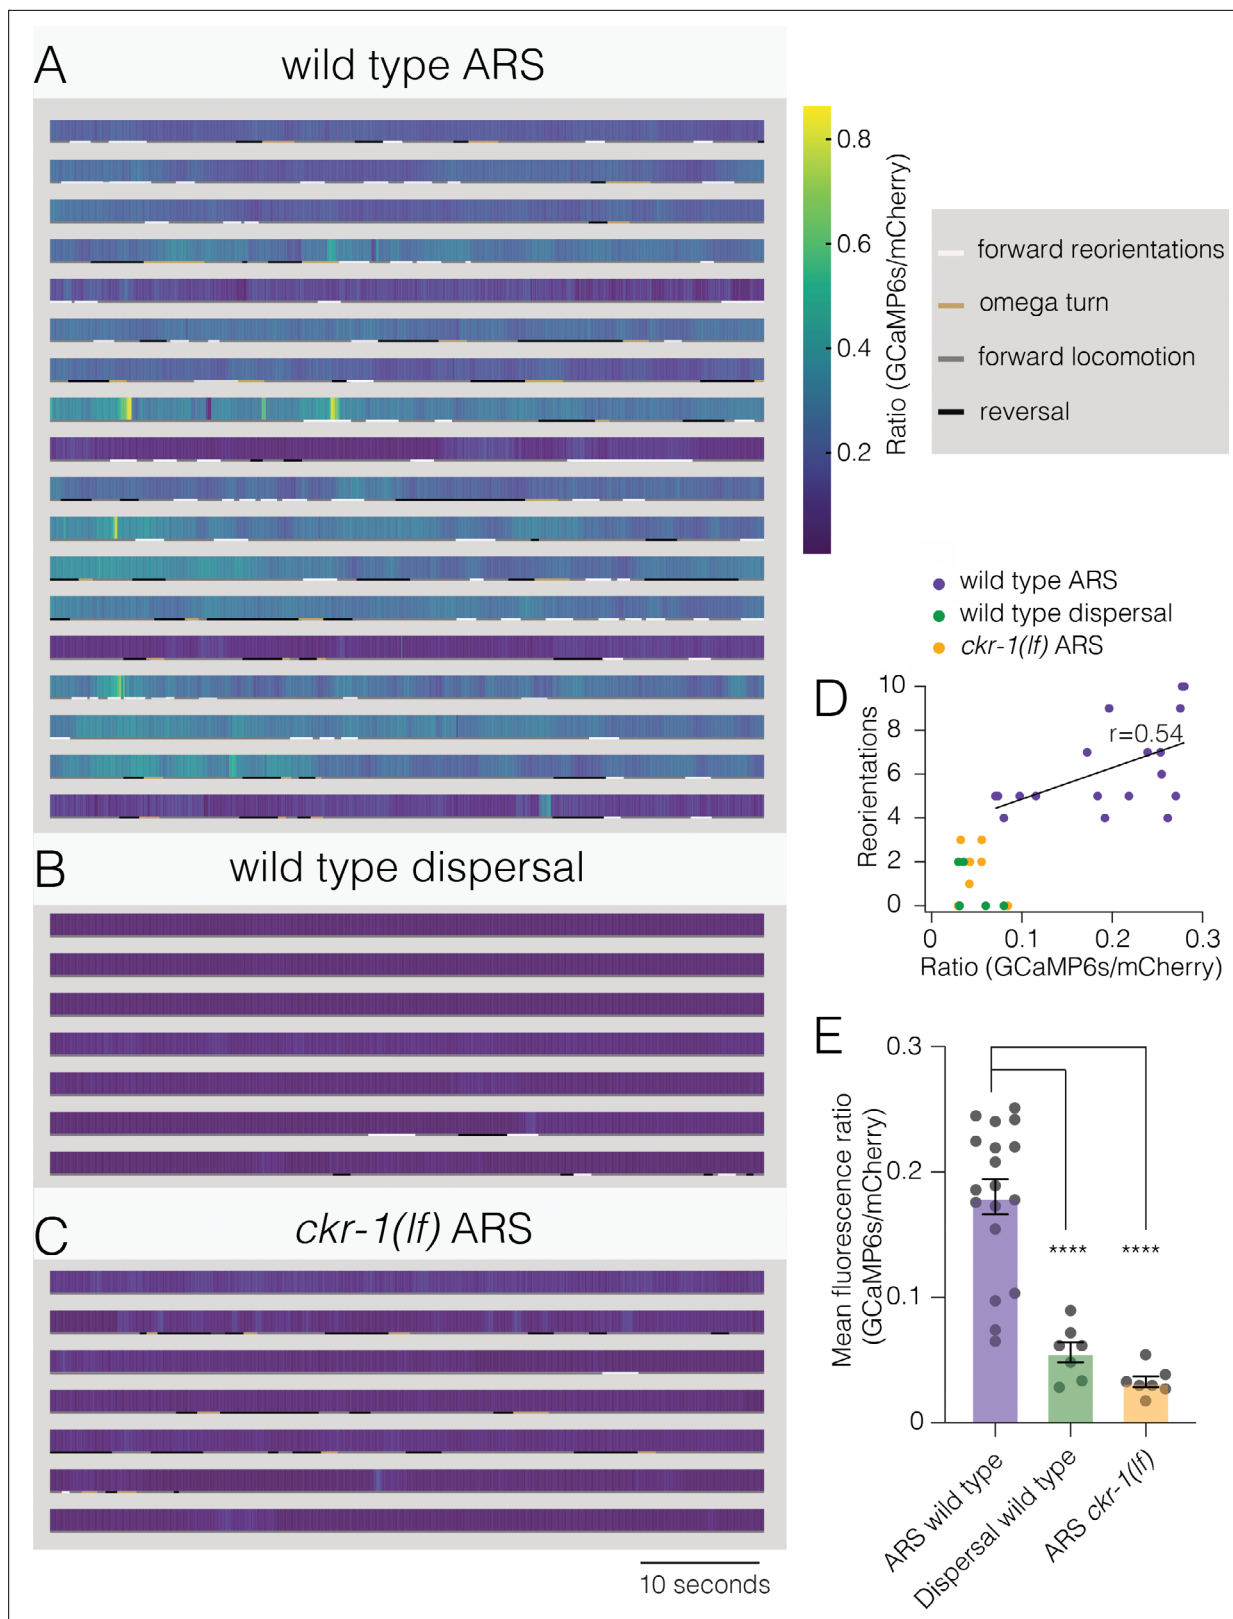 A
wild type ARS
0.8
0.6
0.4
0.2
Ratio (GCaMP6s/mCherry)
forward reorientations
omega turn
forward locomotion
reversal
wild type ARS
wild type dispersal
ckr-1(lf) ARS
B
wild type dispersal
C
ckr-1(lf) ARS
10 seconds
D
10
8
6
4
2
0
Reorientations
r=0.54
0
0.1
0.2
0.3
Ratio (GCaMP6s/mCherry)
E
0.3
0.2
0.1
0
Mean fluorescence ratio
(GCaMP6s/mCherry)
****
****
ARS wild type
Dispersal wild type
ARS ckr-1(lf)